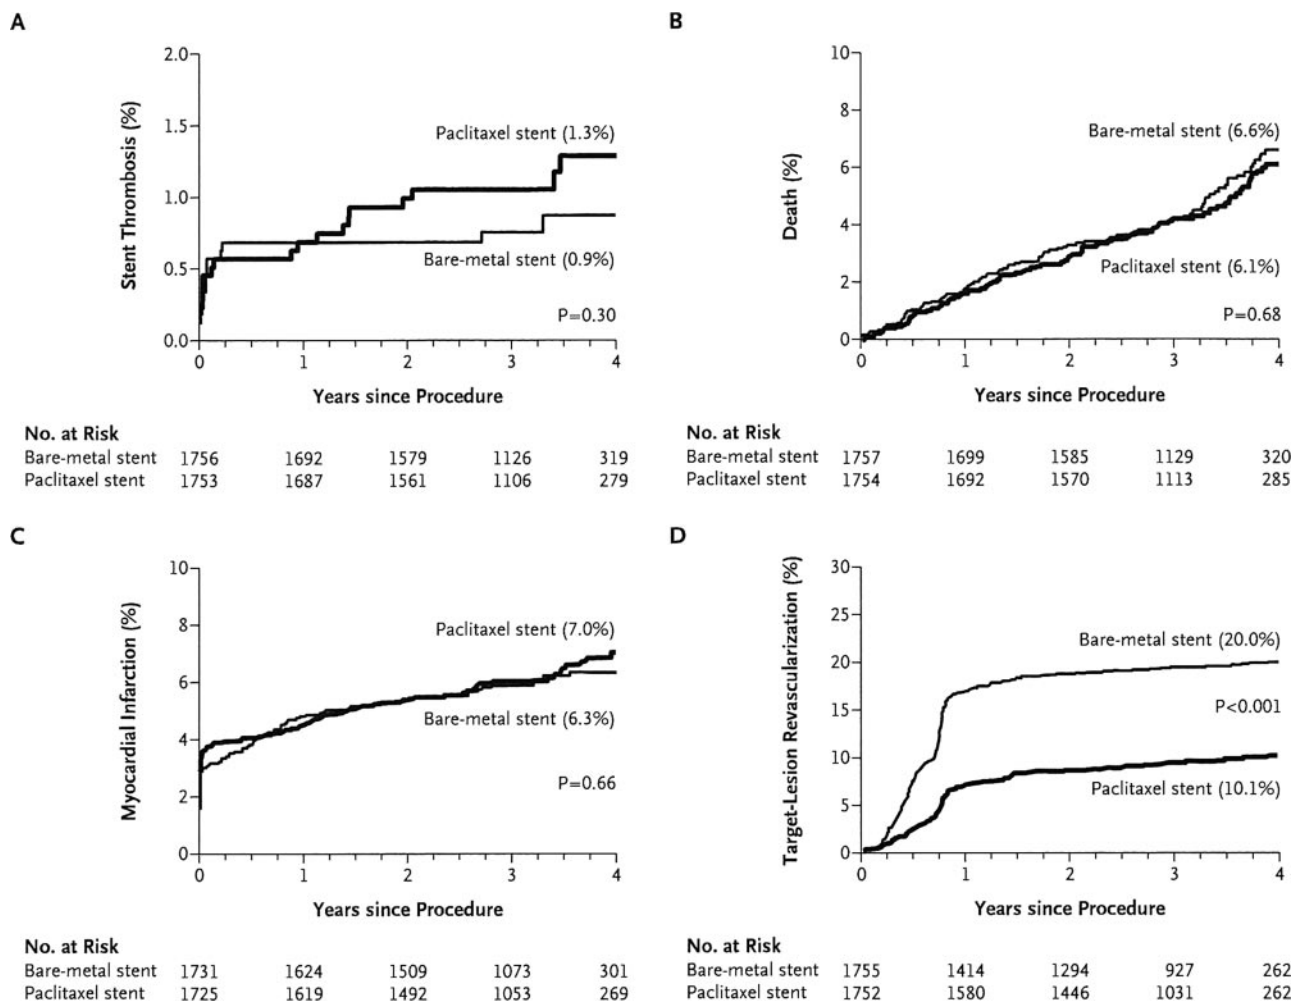 A
Stent Thrombosis (%)
2.0
1.5
1.0
0.5
0.0
Paclitaxel stent (1.3%)
Bare-metal stent (0.9%)
P=0.30
0 1 2 3 4
Years since Procedure
No. at Risk
Bare-metal stent 1756 1692 1579 1126 319
Paclitaxel stent 1753 1687 1561 1106 279
B
Death (%)
10
8
6
4
2
0
Bare-metal stent (6.6%)
Paclitaxel stent (6.1%)
P=0.68
0 1 2 3 4
Years since Procedure
No. at Risk
Bare-metal stent 1757 1699 1585 1129 320
Paclitaxel stent 1754 1692 1570 1113 285
C
Myocardial Infarction (%)
10
8
6
4
2
0
Paclitaxel stent (7.0%)
Bare-metal stent (6.3%)
P=0.66
0 1 2 3 4
Years since Procedure
No. at Risk
Bare-metal stent 1731 1624 1509 1073 301
Paclitaxel stent 1725 1619 1492 1053 269
D
Target-Lesion Revascularization (%)
30
25
20
15
10
5
0
Bare-metal stent (20.0%)
P<0.001
Paclitaxel stent (10.1%)
0 1 2 3 4
Years since Procedure
No. at Risk
Bare-metal stent 1755 1414 1294 927 262
Paclitaxel stent 1752 1580 1446 1031 262